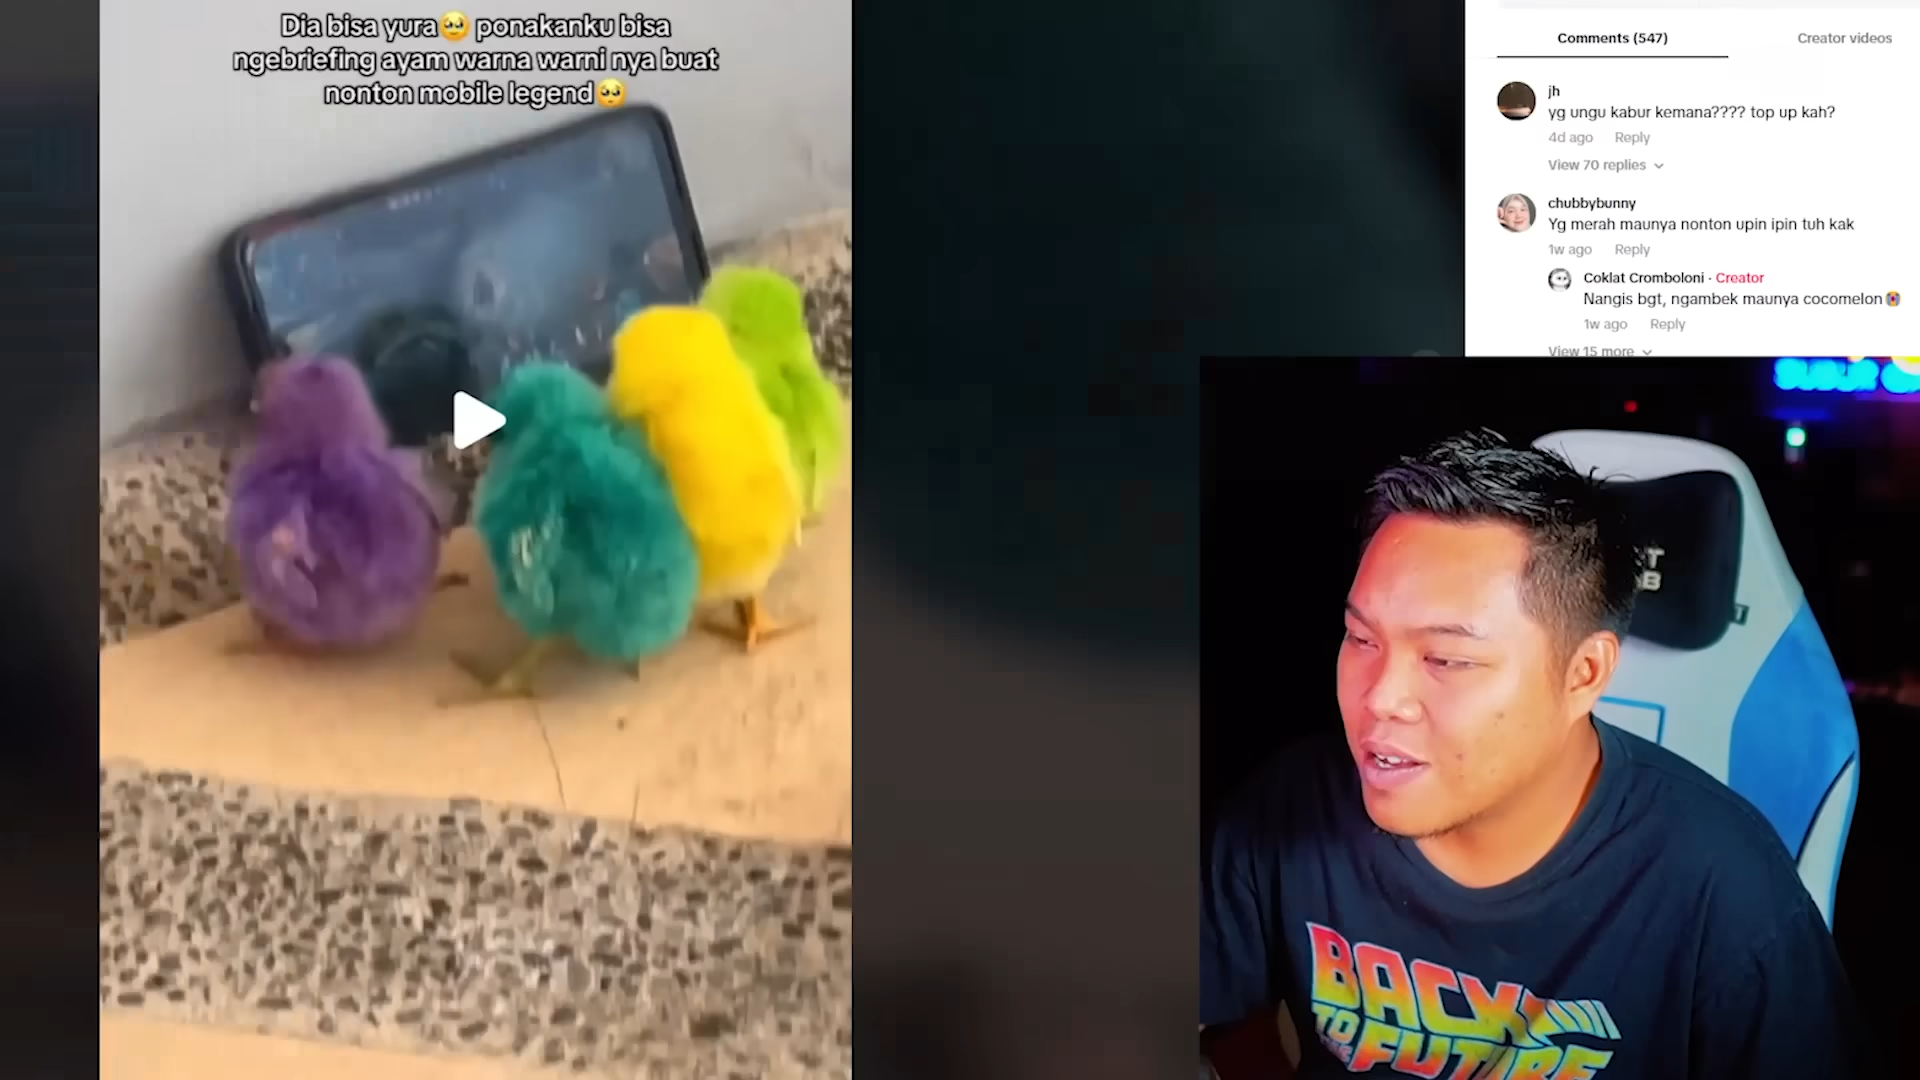 Dia bisa yura🥹 ponakanku bisa
ngebriefing ayam warna warni nya buat
nonton mobile legend🥹
Comments (547)
Creator videos
jh
yg ungu kabur kemana???? top up kah?
4d ago Reply
View 70 replies
chubbybunny
Yg merah maunya nonton upin ipin tuh kak
1w ago Reply
Coklat Cromboloni · Creator
Nangis bgt, ngambek maunya cocomelon😭
1w ago Reply
View 15 more
BACK
TO THE
FUTURE